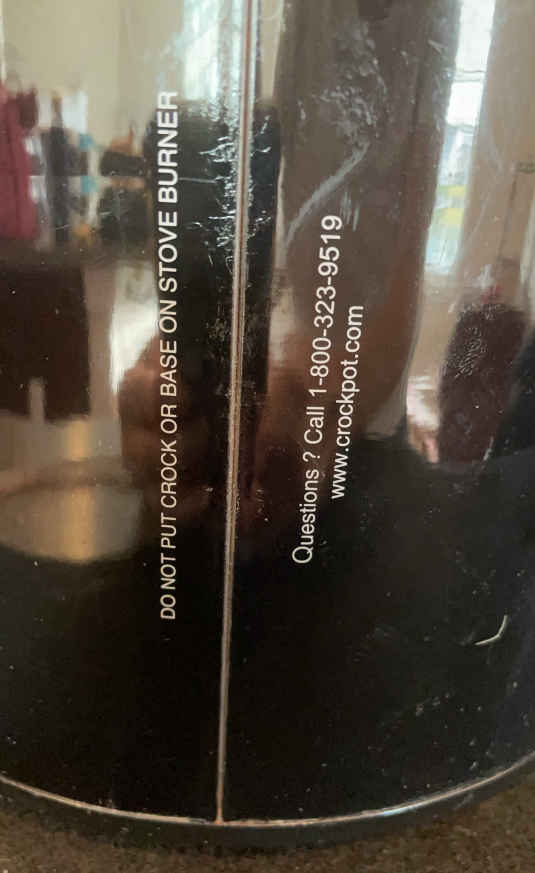 DO NOT PUT CROCK OR BASE ON STOVE BURNER
Questions ? Call 1-800-323-9519
www.crockpot.com